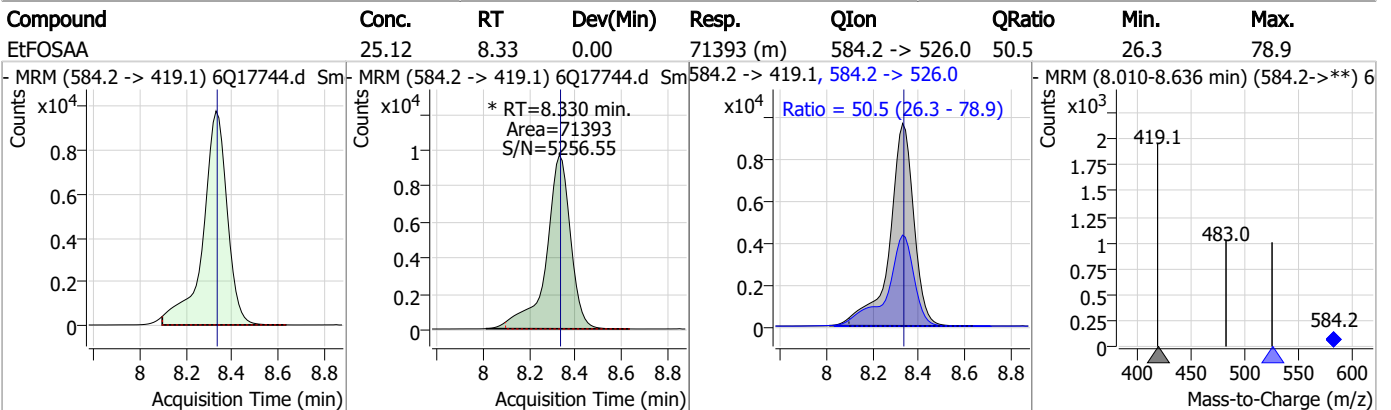 Compound Conc. RT Dev(Min) Resp. QIon QRatio Min. Max.
EtFOSAA 25.12 8.33 0.00 71393 (m) 584.2 -> 526.0 50.5 26.3 78.9
- MRM (584.2 -> 419.1) 6Q17744.d Sm
Counts
x10⁴
0.8
0.6
0.4
0.2
0
8 8.2 8.4 8.6 8.8
Acquisition Time (min)
- MRM (584.2 -> 419.1) 6Q17744.d Sm
Counts
x10⁴
* RT=8.330 min.
Area=71393
S/N=5256.55
1
0.8
0.6
0.4
0.2
0
8 8.2 8.4 8.6 8.8
Acquisition Time (min)
584.2 -> 419.1, 584.2 -> 526.0
Counts
x10⁴
Ratio = 50.5 (26.3 - 78.9)
0.8
0.6
0.4
0.2
0
8 8.2 8.4 8.6 8.8
Acquisition Time (min)
- MRM (8.010-8.636 min) (584.2->**) 6
Counts
x10³
2
1.75
1.5
1.25
1
0.75
0.5
0.25
0
419.1
483.0
584.2
400 450 500 550 600
Mass-to-Charge (m/z)